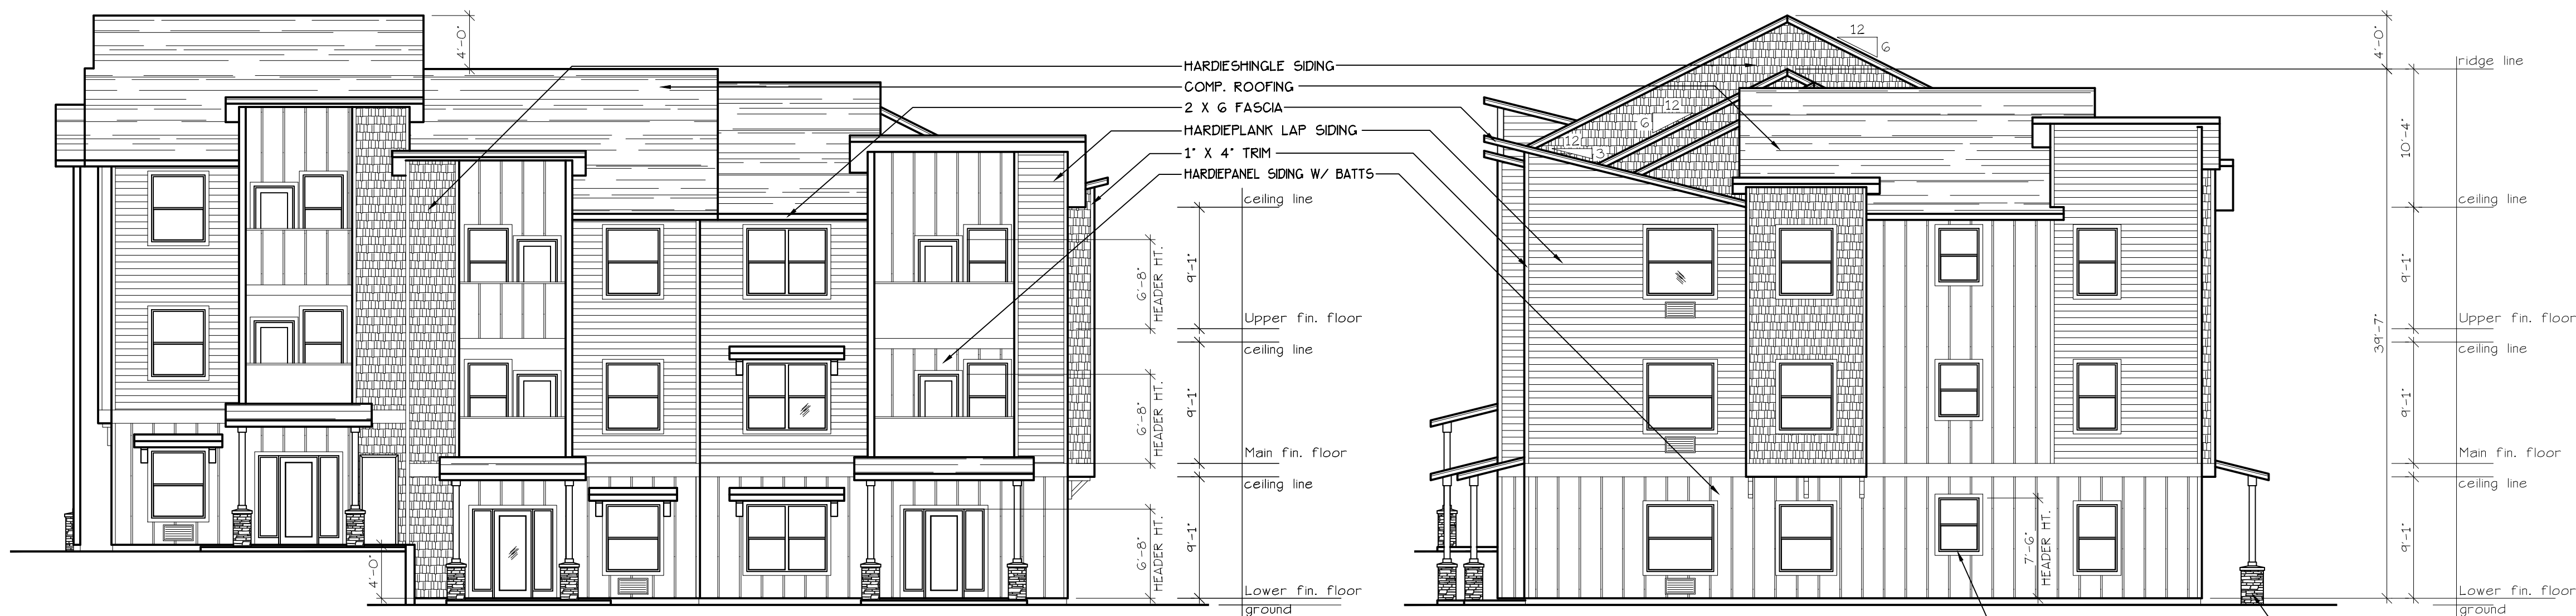 4'-0"
HARDIESHINGLE SIDING
COMP. ROOFING
2 X 6 FASCIA
HARDIEPLANK LAP SIDING
1" X 4" TRIM
HARDIEPANEL SIDING W/ BATTS
4'-0"
6'-8"
HEADER HT.
6'-8"
HEADER HT.
6'-8"
HEADER HT.
9'-1"
9'-1"
9'-1"
ceiling line
Upper fin. floor
ceiling line
Main fin. floor
ceiling line
Lower fin. floor
ground
12
6
12
6
12
3
7'-6"
HEADER HT.
4'-0"
39'-7"
10'-4"
9'-1"
9'-1"
9'-1"
ridge line
ceiling line
Upper fin. floor
ceiling line
Main fin. floor
ceiling line
Lower fin. floor
ground